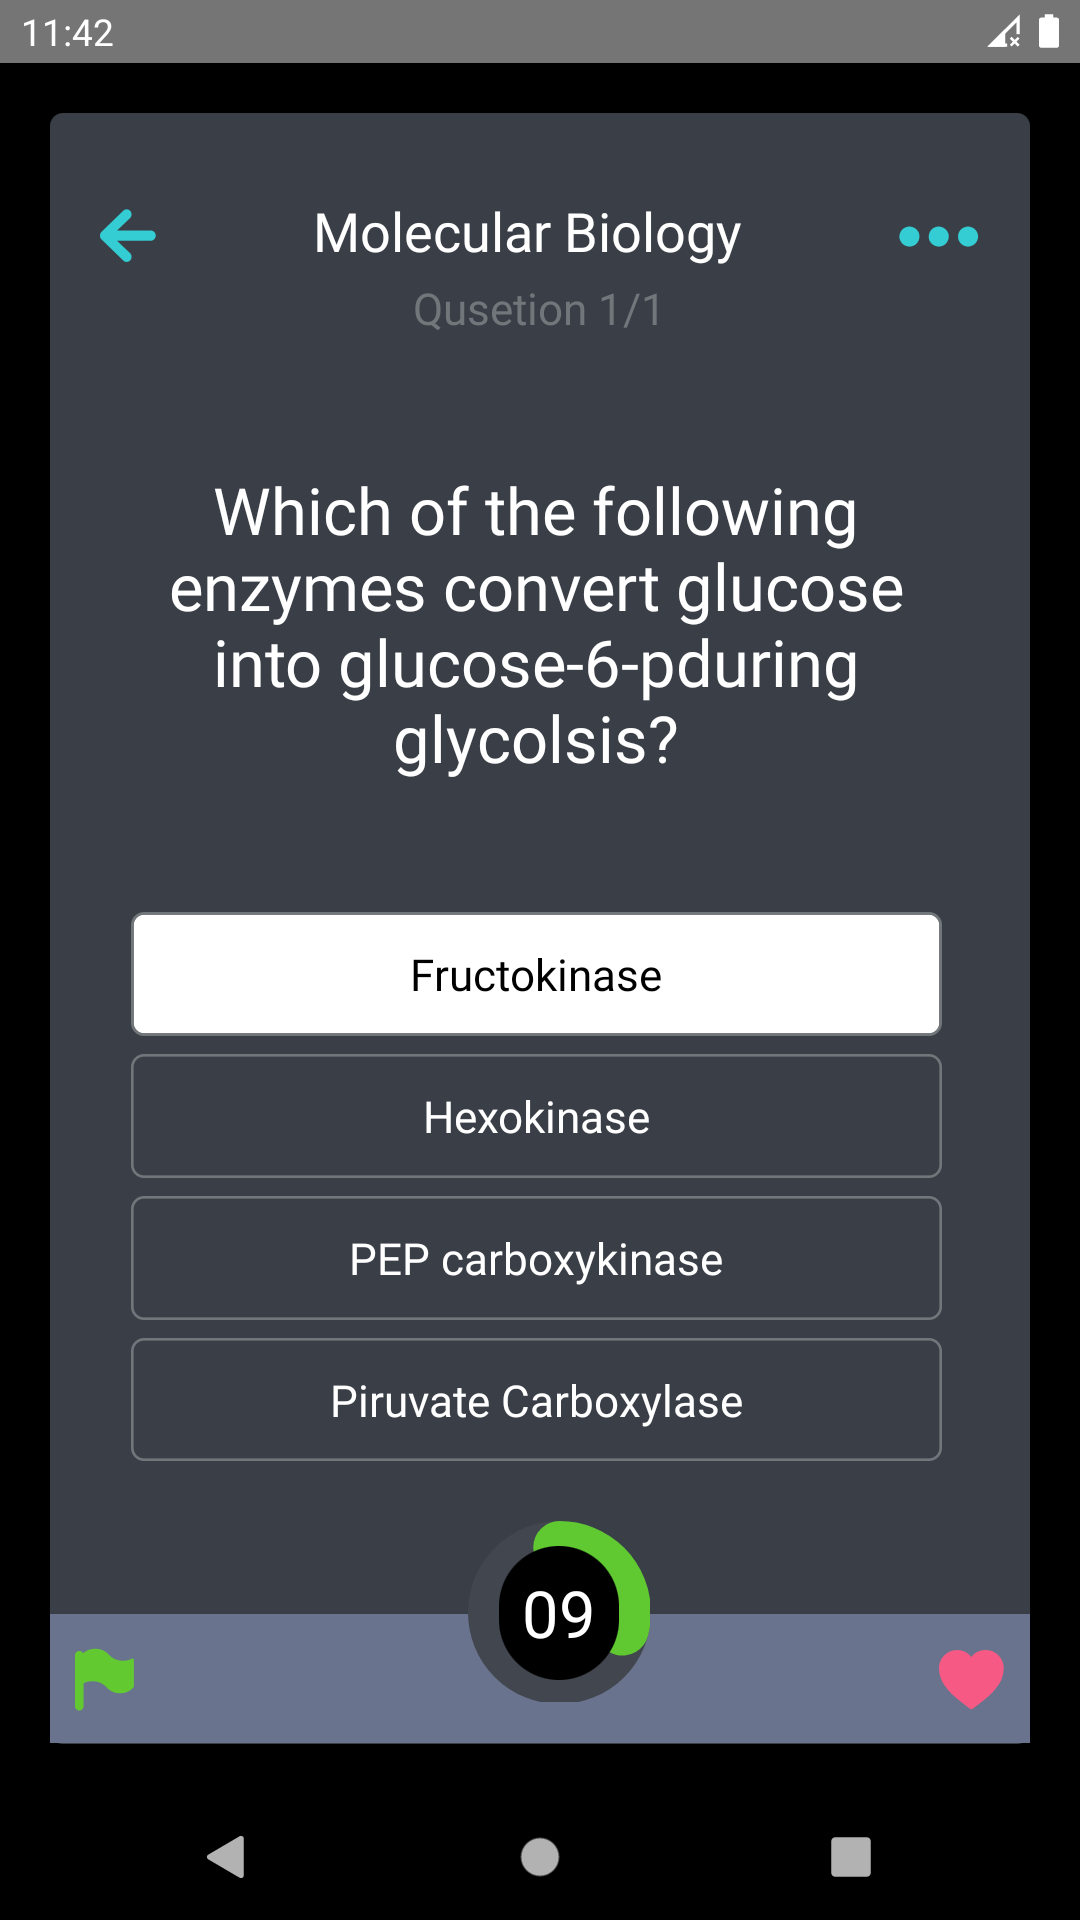 11:42
Molecular Biology
Qusetion 1/1
Which of the following
enzymes convert glucose
into glucose-6-pduring
glycolsis?
Fructokinase
Hexokinase
PEP carboxykinase
Piruvate Carboxylase
09